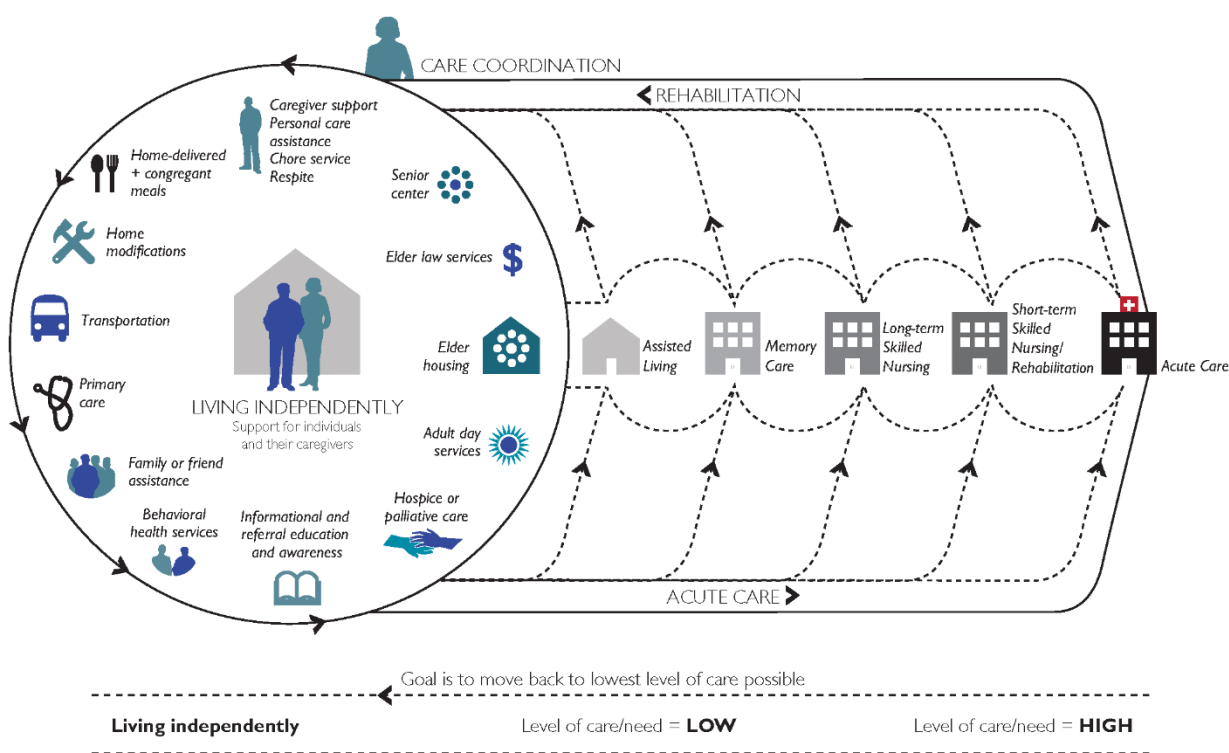 CARE COORDINATION
REHABILITATION
Caregiver support
Personal care
assistance
Chore service
Respite
Home-delivered
+ congregant
meals
Senior
center
Home
modifications
Elder law services
$
Transportation
Elder
housing
Primary
care
LIVING INDEPENDENTLY
Support for individuals
and their caregivers
Adult day
services
Family or friend
assistance
Behavioral
health services
Informational and
referral education
and awareness
Hospice or
palliative care
Assisted
Living
Memory
Care
Long-term
Skilled
Nursing
Short-term
Skilled
Nursing/
Rehabilitation
Acute Care
ACUTE CARE
Goal is to move back to lowest level of care possible
Living independently
Level of care/need = LOW
Level of care/need = HIGH